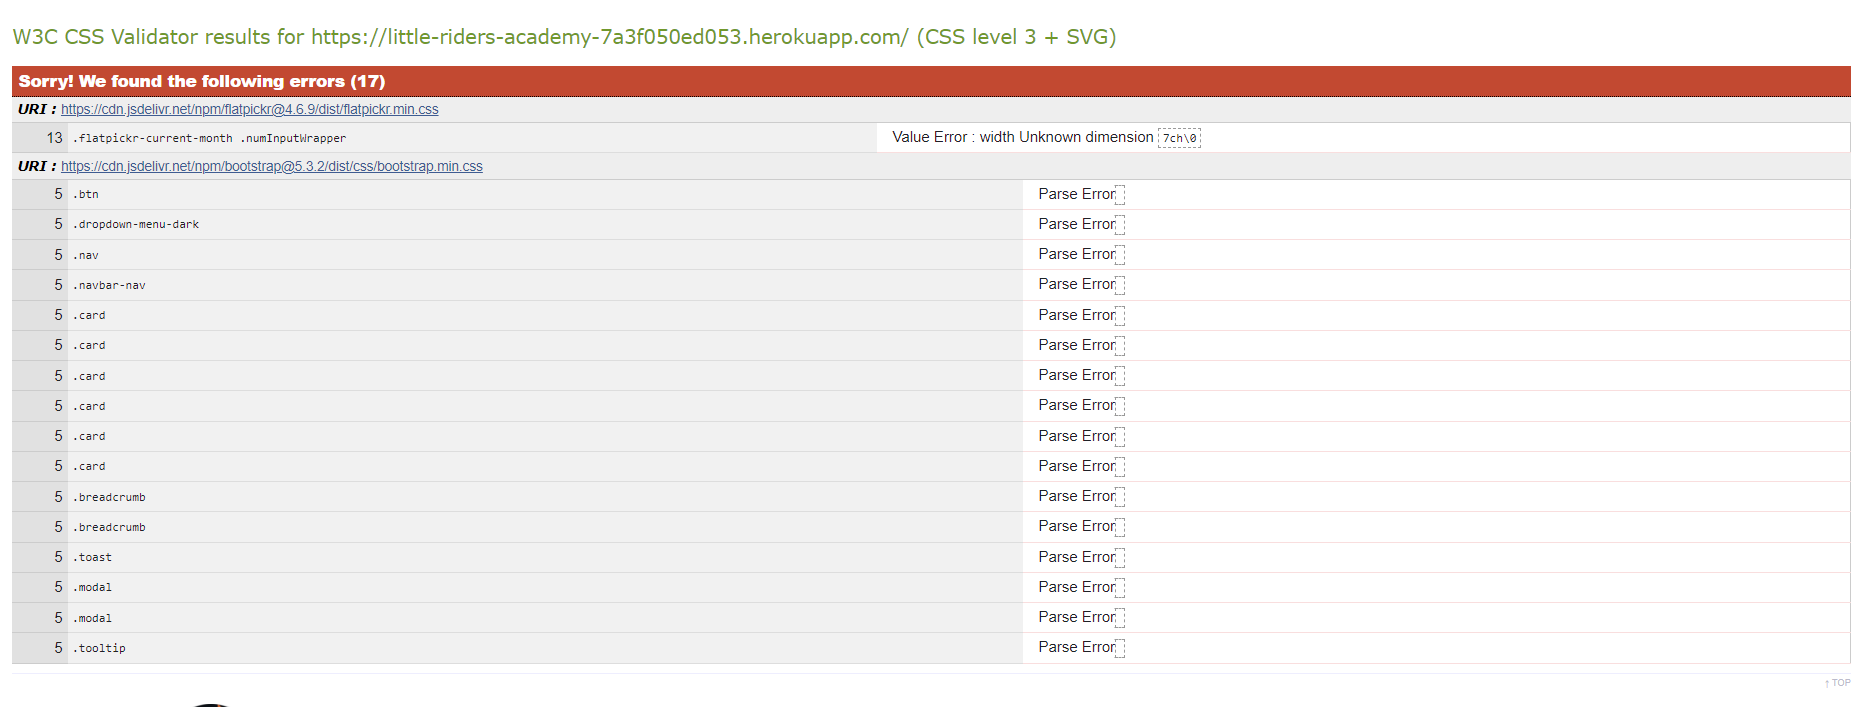 W3C CSS Validator results for https://little-riders-academy-7a3f050ed053.herokuapp.com/ (CSS level 3 + SVG)
Sorry! We found the following errors (17)
URI : https://cdn.jsdelivr.net/npm/flatpickr@4.6.9/dist/flatpickr.min.css
13 .flatpickr-current-month .numInputWrapper Value Error : width Unknown dimension 7ch\0
URI : https://cdn.jsdelivr.net/npm/bootstrap@5.3.2/dist/css/bootstrap.min.css
5 .btn Parse Error
5 .dropdown-menu-dark Parse Error
5 .nav Parse Error
5 .navbar-nav Parse Error
5 .card Parse Error
5 .card Parse Error
5 .card Parse Error
5 .card Parse Error
5 .card Parse Error
5 .card Parse Error
5 .breadcrumb Parse Error
5 .breadcrumb Parse Error
5 .toast Parse Error
5 .modal Parse Error
5 .modal Parse Error
5 .tooltip Parse Error
↑ TOP